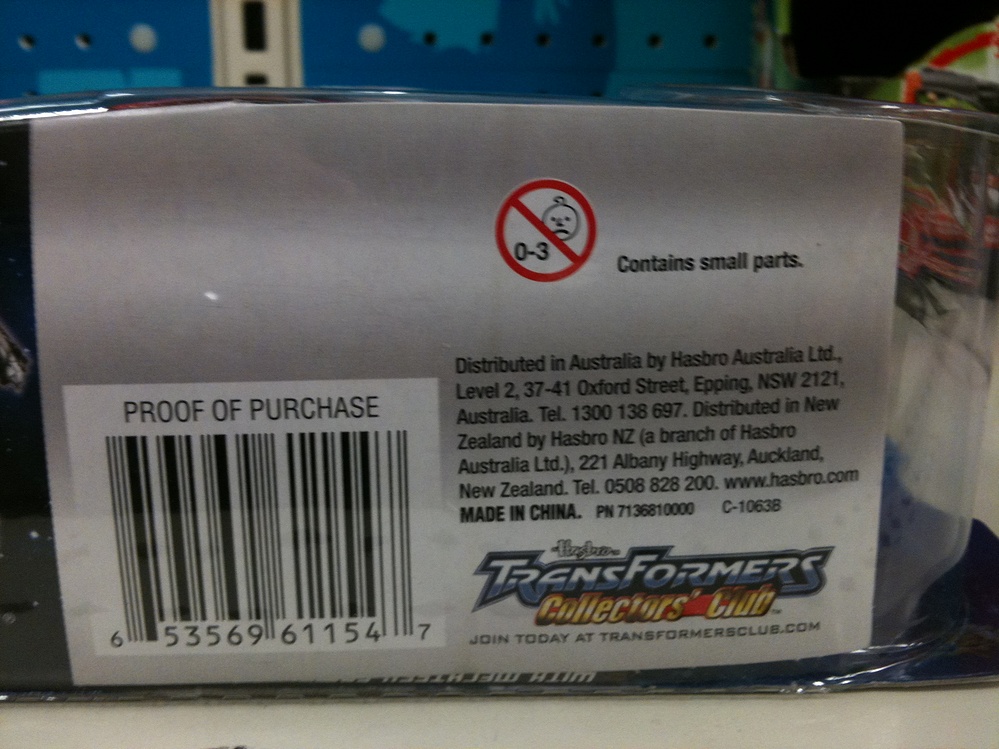 0-3
Contains small parts.
Distributed in Australia by Hasbro Australia Ltd.,
Level 2, 37-41 Oxford Street, Epping, NSW 2121,
Australia. Tel. 1300 138 697. Distributed in New
Zealand by Hasbro NZ (a branch of Hasbro
Australia Ltd.), 221 Albany Highway, Auckland,
New Zealand. Tel. 0508 828 200. www.hasbro.com
MADE IN CHINA. PN 7136810000 C-1063B
PROOF OF PURCHASE
6 53569 61154 7
Hasbro
TRANSFORMERS
Collectors' Club™
JOIN TODAY AT TRANSFORMERSCLUB.COM